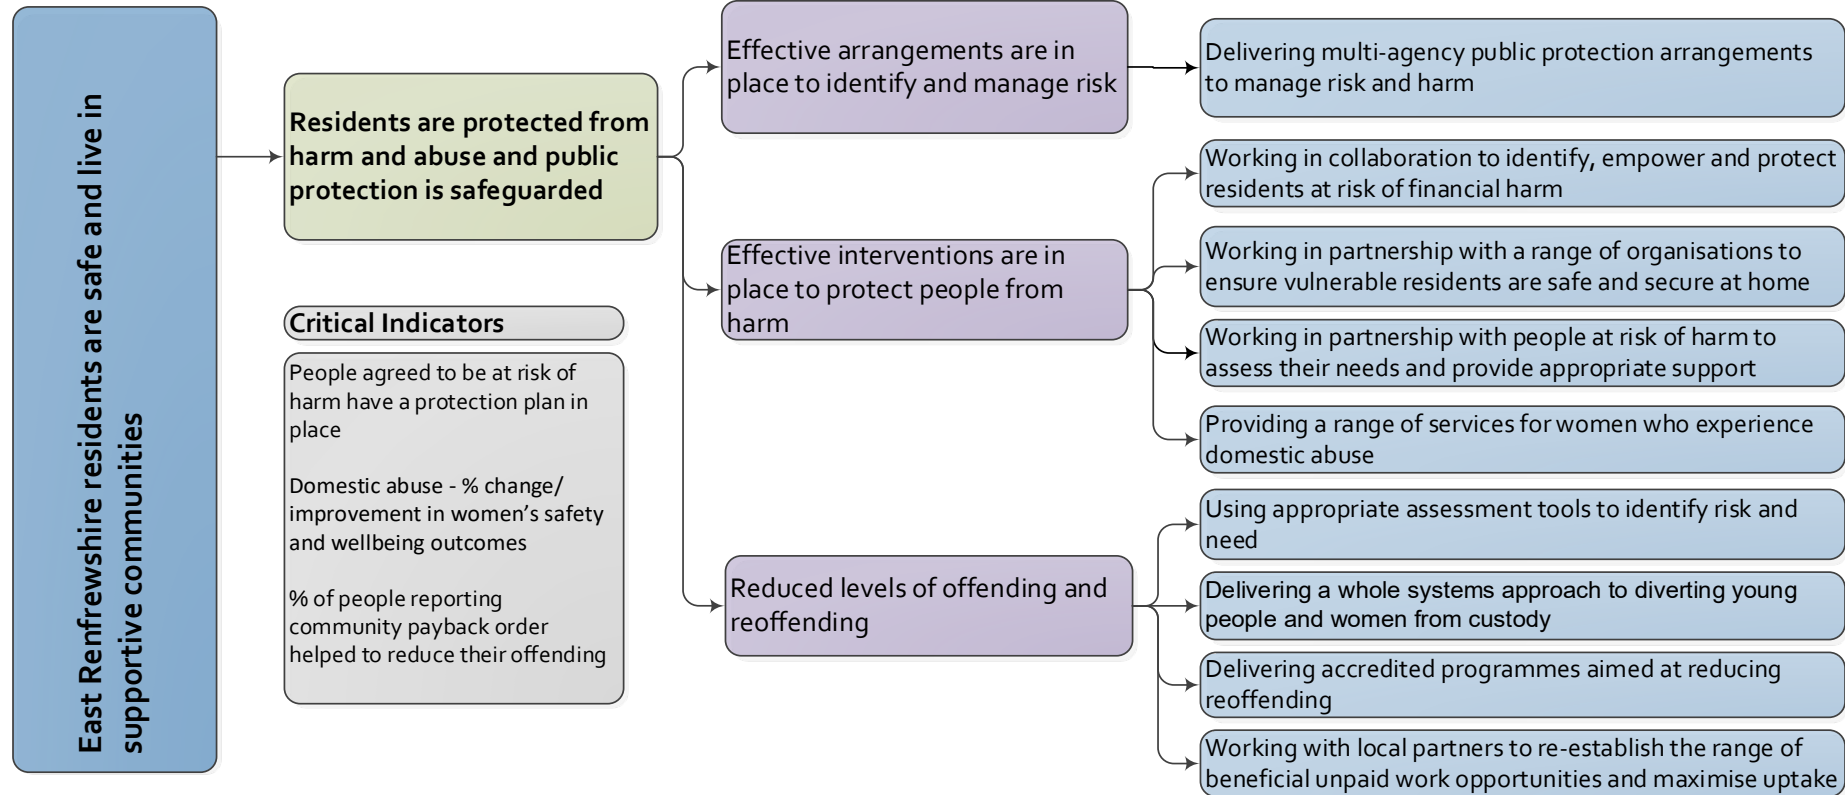 East Renfrewshire residents are safe and live in
supportive communities
Residents are protected from
harm and abuse and public
protection is safeguarded
Critical Indicators
People agreed to be at risk of
harm have a protection plan in
place
Domestic abuse - % change/
improvement in women’s safety
and wellbeing outcomes
% of people reporting
community payback order
helped to reduce their offending
Effective arrangements are in
place to identify and manage risk
Effective interventions are in
place to protect people from
harm
Reduced levels of offending and
reoffending
Delivering multi-agency public protection arrangements
to manage risk and harm
Working in collaboration to identify, empower and protect
residents at risk of financial harm
Working in partnership with a range of organisations to
ensure vulnerable residents are safe and secure at home
Working in partnership with people at risk of harm to
assess their needs and provide appropriate support
Providing a range of services for women who experience
domestic abuse
Using appropriate assessment tools to identify risk and
need
Delivering a whole systems approach to diverting young
people and women from custody
Delivering accredited programmes aimed at reducing
reoffending
Working with local partners to re-establish the range of
beneficial unpaid work opportunities and maximise uptake